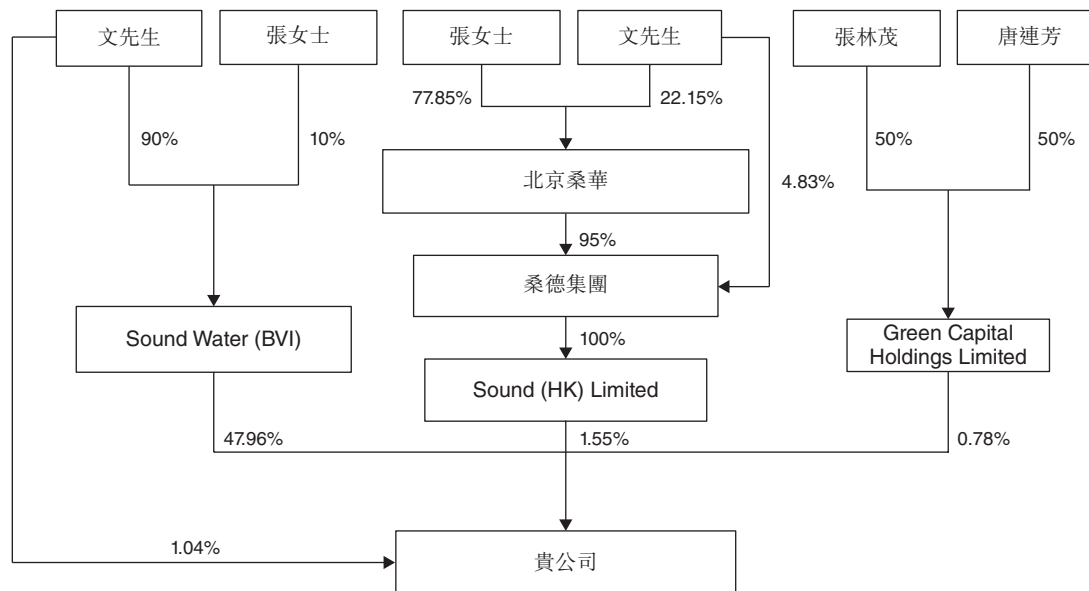 文先生
張女士
張女士
文先生
張林茂
唐連芳
77.85%
22.15%
90%
10%
50%
50%
北京桑華
4.83%
95%
桑德集團
Sound Water (BVI)
100%
Green Capital
Holdings Limited
Sound (HK) Limited
47.96%
1.55%
0.78%
1.04%
貴公司